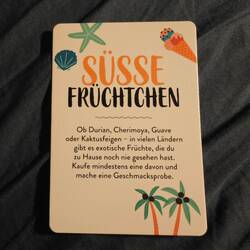 SÜSSE
FRÜCHTCHEN
Ob Durian, Cherimoya, Guave
oder Kaktusfeigen – in vielen Ländern
gibt es exotische Früchte, die du
zu Hause noch nie gesehen hast.
Kaufe mindestens eine davon und
mache eine Geschmacksprobe.